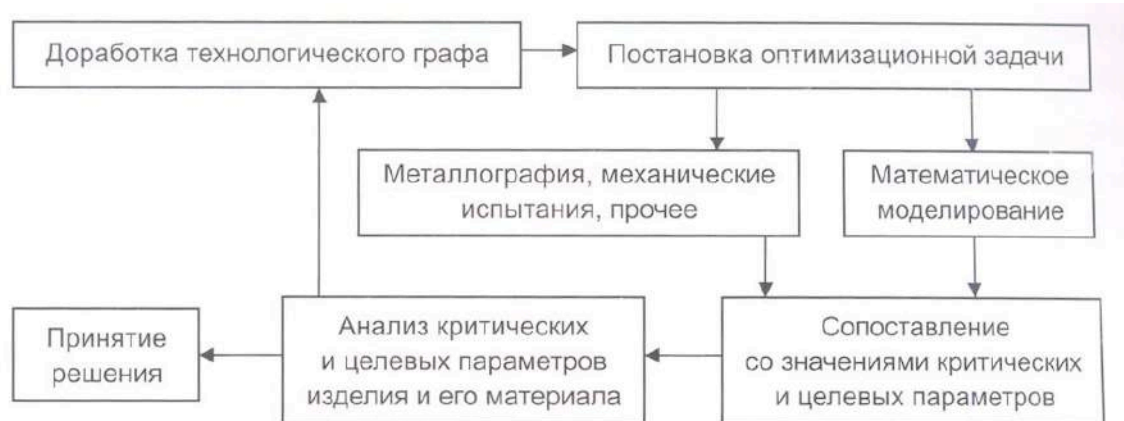 Доработка технологического графа
Постановка оптимизационной задачи
Металлография, механические
испытания, прочее
Математическое
моделирование
Принятие
решения
Анализ критических
и целевых параметров
изделия и его материала
Сопоставление
со значениями критических
и целевых параметров